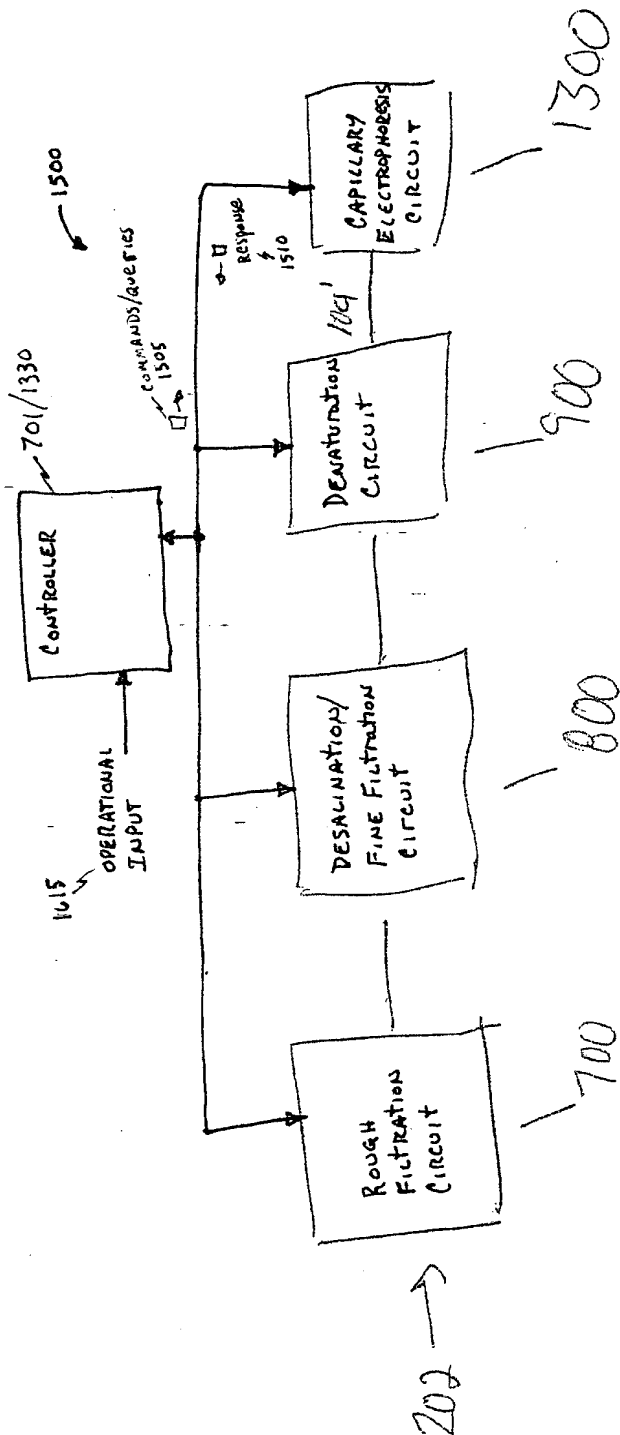 1500
701/1330
CONTROLLER
1615
OPERATIONAL
INPUT
COMMANDS/QUERIES
1505
RESPONSE
1510
ROUGH
FILTRATION
CIRCUIT
DESALINATION/
FINE FILTRATION
CIRCUIT
DENATURATION
CIRCUIT
CAPILLARY
ELECTROPHORESIS
CIRCUIT
202
700
800
900
1300